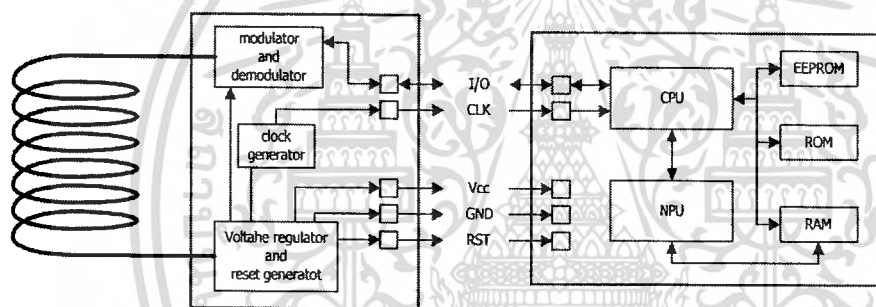 modulator
and
demodulator
clock
generator
Voltahe regulator
and
reset generatot
I/O
CLK
Vcc
GND
RST
CPU
NPU
EEPROM
ROM
RAM